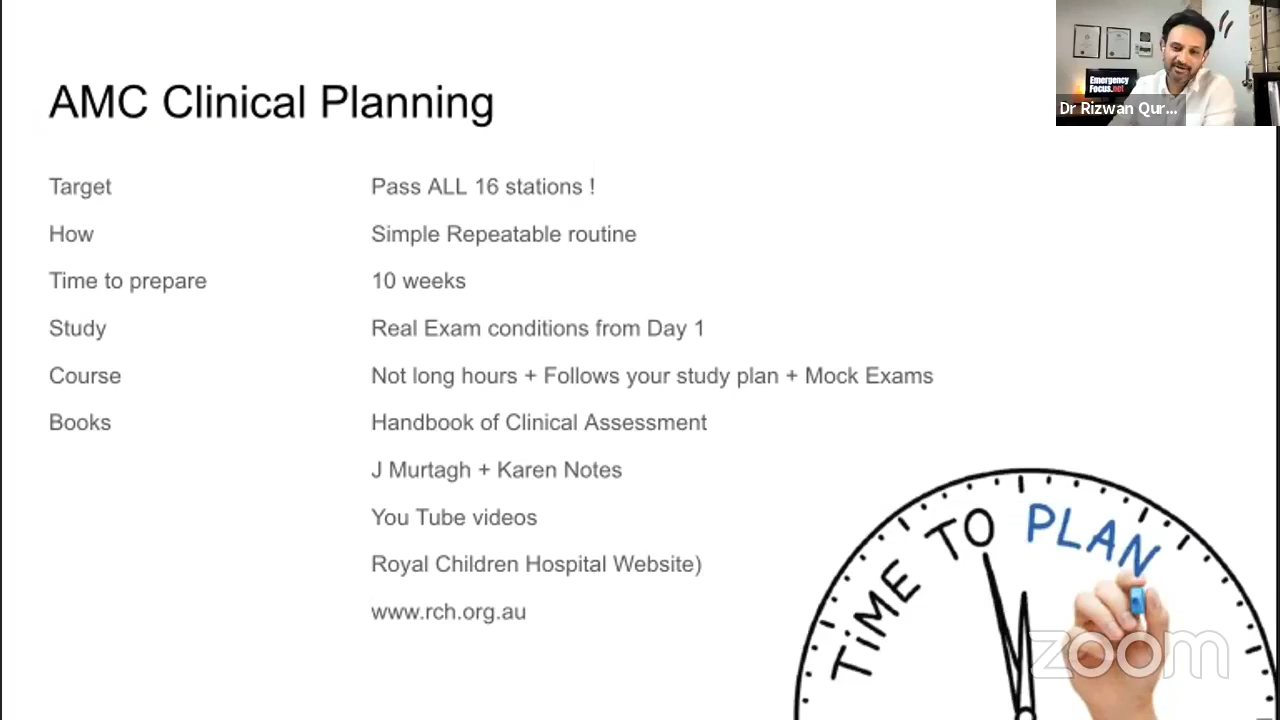 AMC Clinical Planning
Target Pass ALL 16 stations !
How Simple Repeatable routine
Time to prepare 10 weeks
Study Real Exam conditions from Day 1
Course Not long hours + Follows your study plan + Mock Exams
Books Handbook of Clinical Assessment
J Murtagh + Karen Notes
You Tube videos
Royal Children Hospital Website)
www.rch.org.au
Emergency
Focus.net
Dr Rizwan Qur...
TiME TO PLAN
zoom